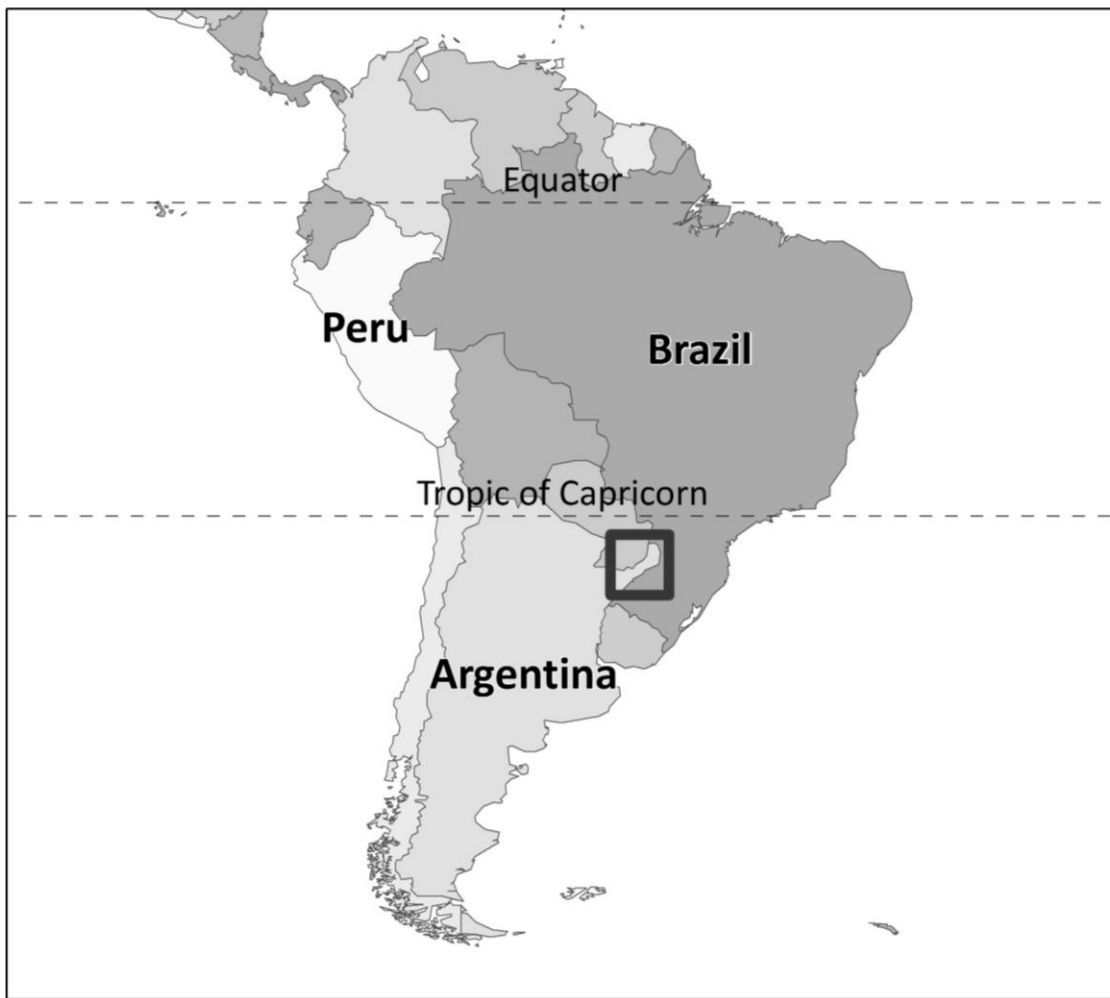 Equator
Peru
Brazil
Tropic of Capricorn
Argentina